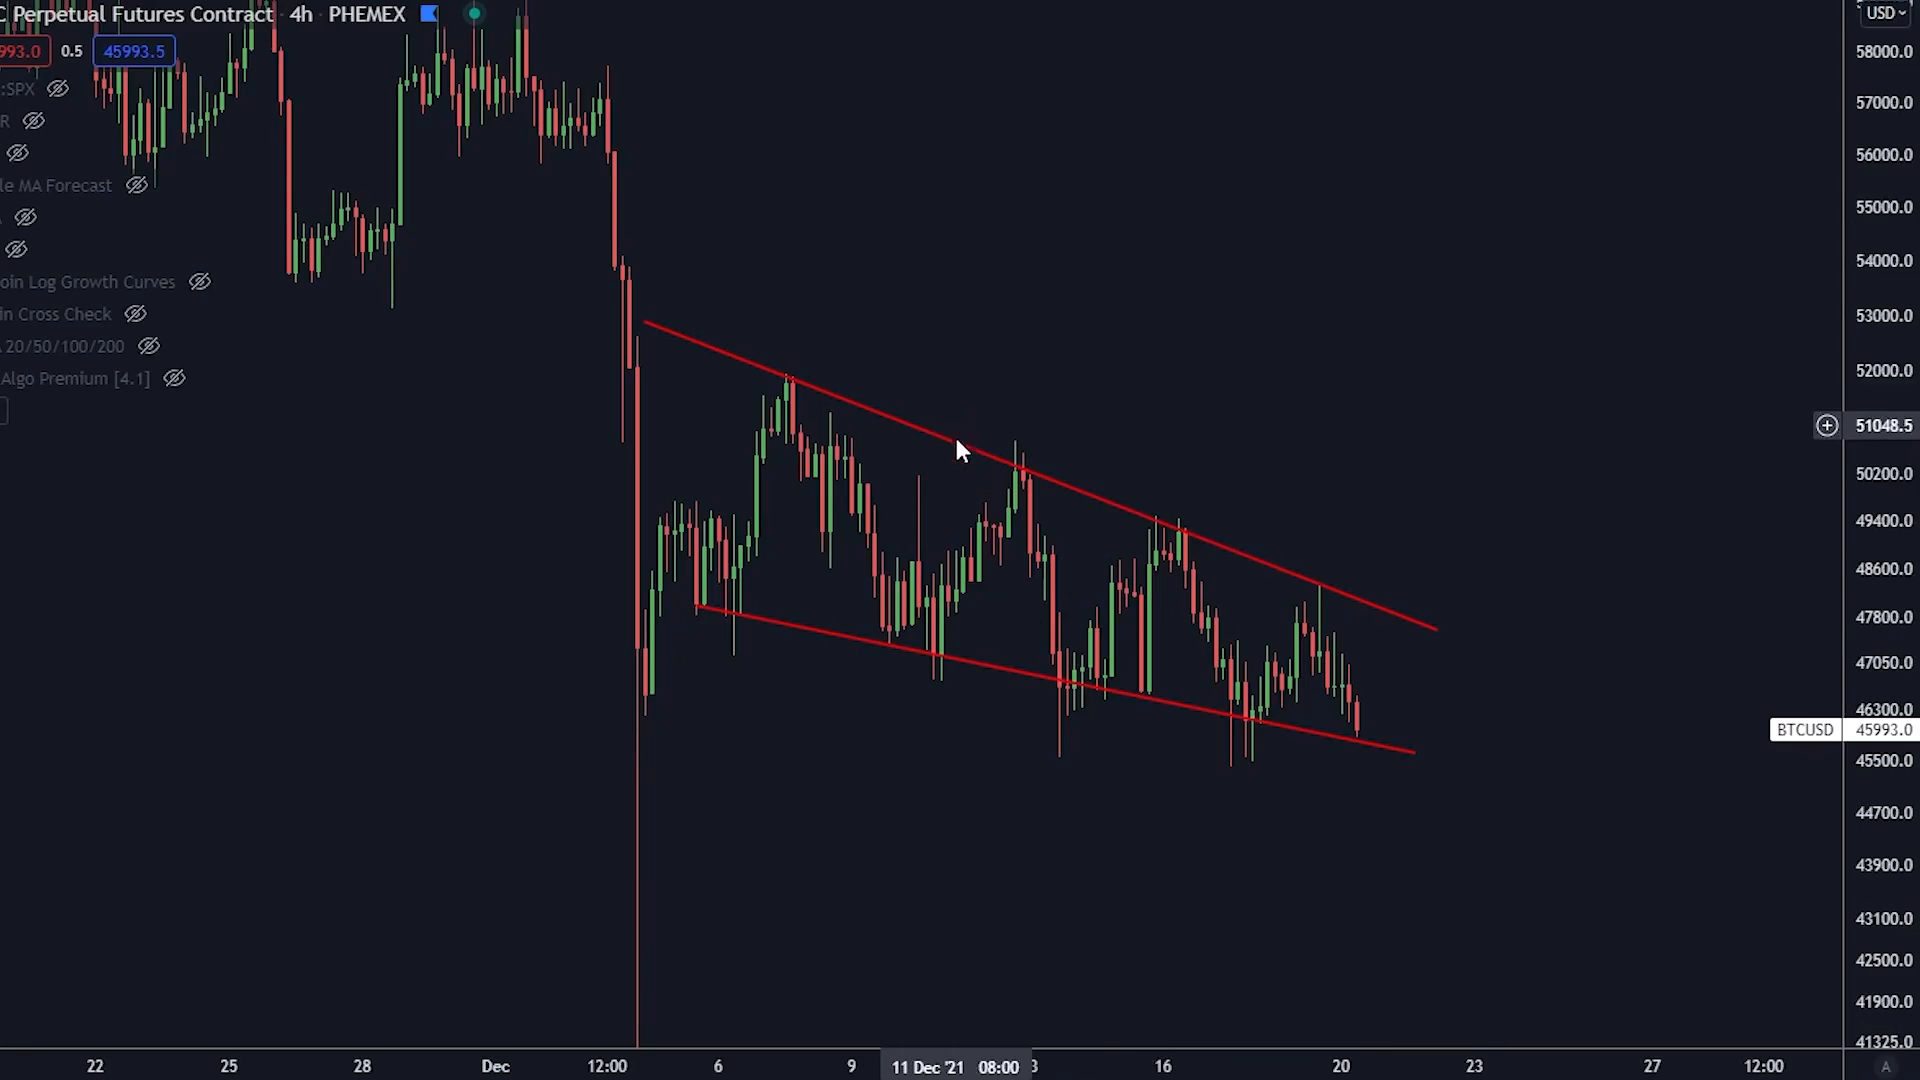 C Perpetual Futures Contract · 4h · PHEMEX
993.0 0.5 45993.5
:SPX
R
le MA Forecast
oin Log Growth Curves
in Cross Check
20/50/100/200
Algo Premium [4.1]
USD
58000.0
57000.0
56000.0
55000.0
54000.0
53000.0
52000.0
51048.5
50200.0
49400.0
48600.0
47800.0
47050.0
46300.0
BTCUSD 45993.0
45500.0
44700.0
43900.0
43100.0
42500.0
41900.0
41325.0
22 25 28 Dec 12:00 6 9 11 Dec '21 08:00 3 16 20 23 27 12:00 A